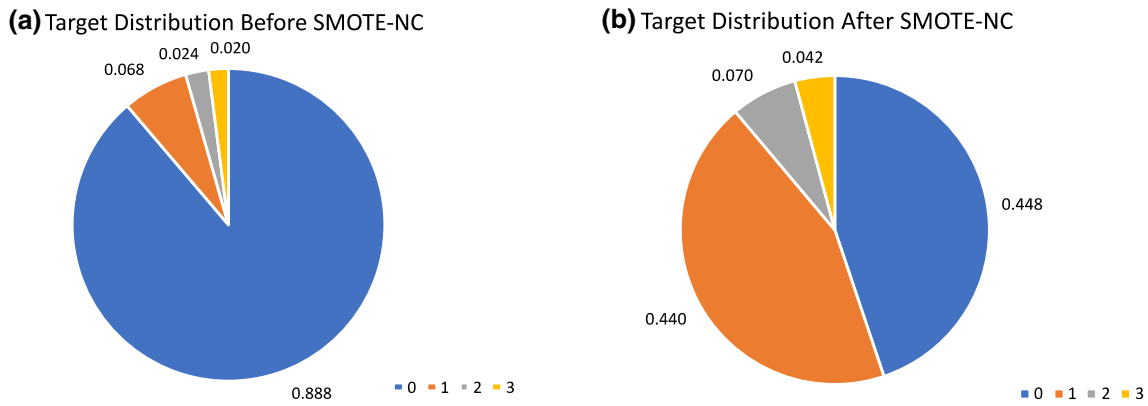 (a) Target Distribution Before SMOTE-NC
0.020
0.024
0.068
0.888
0 1 2 3
(b) Target Distribution After SMOTE-NC
0.042
0.070
0.448
0.440
0 1 2 3